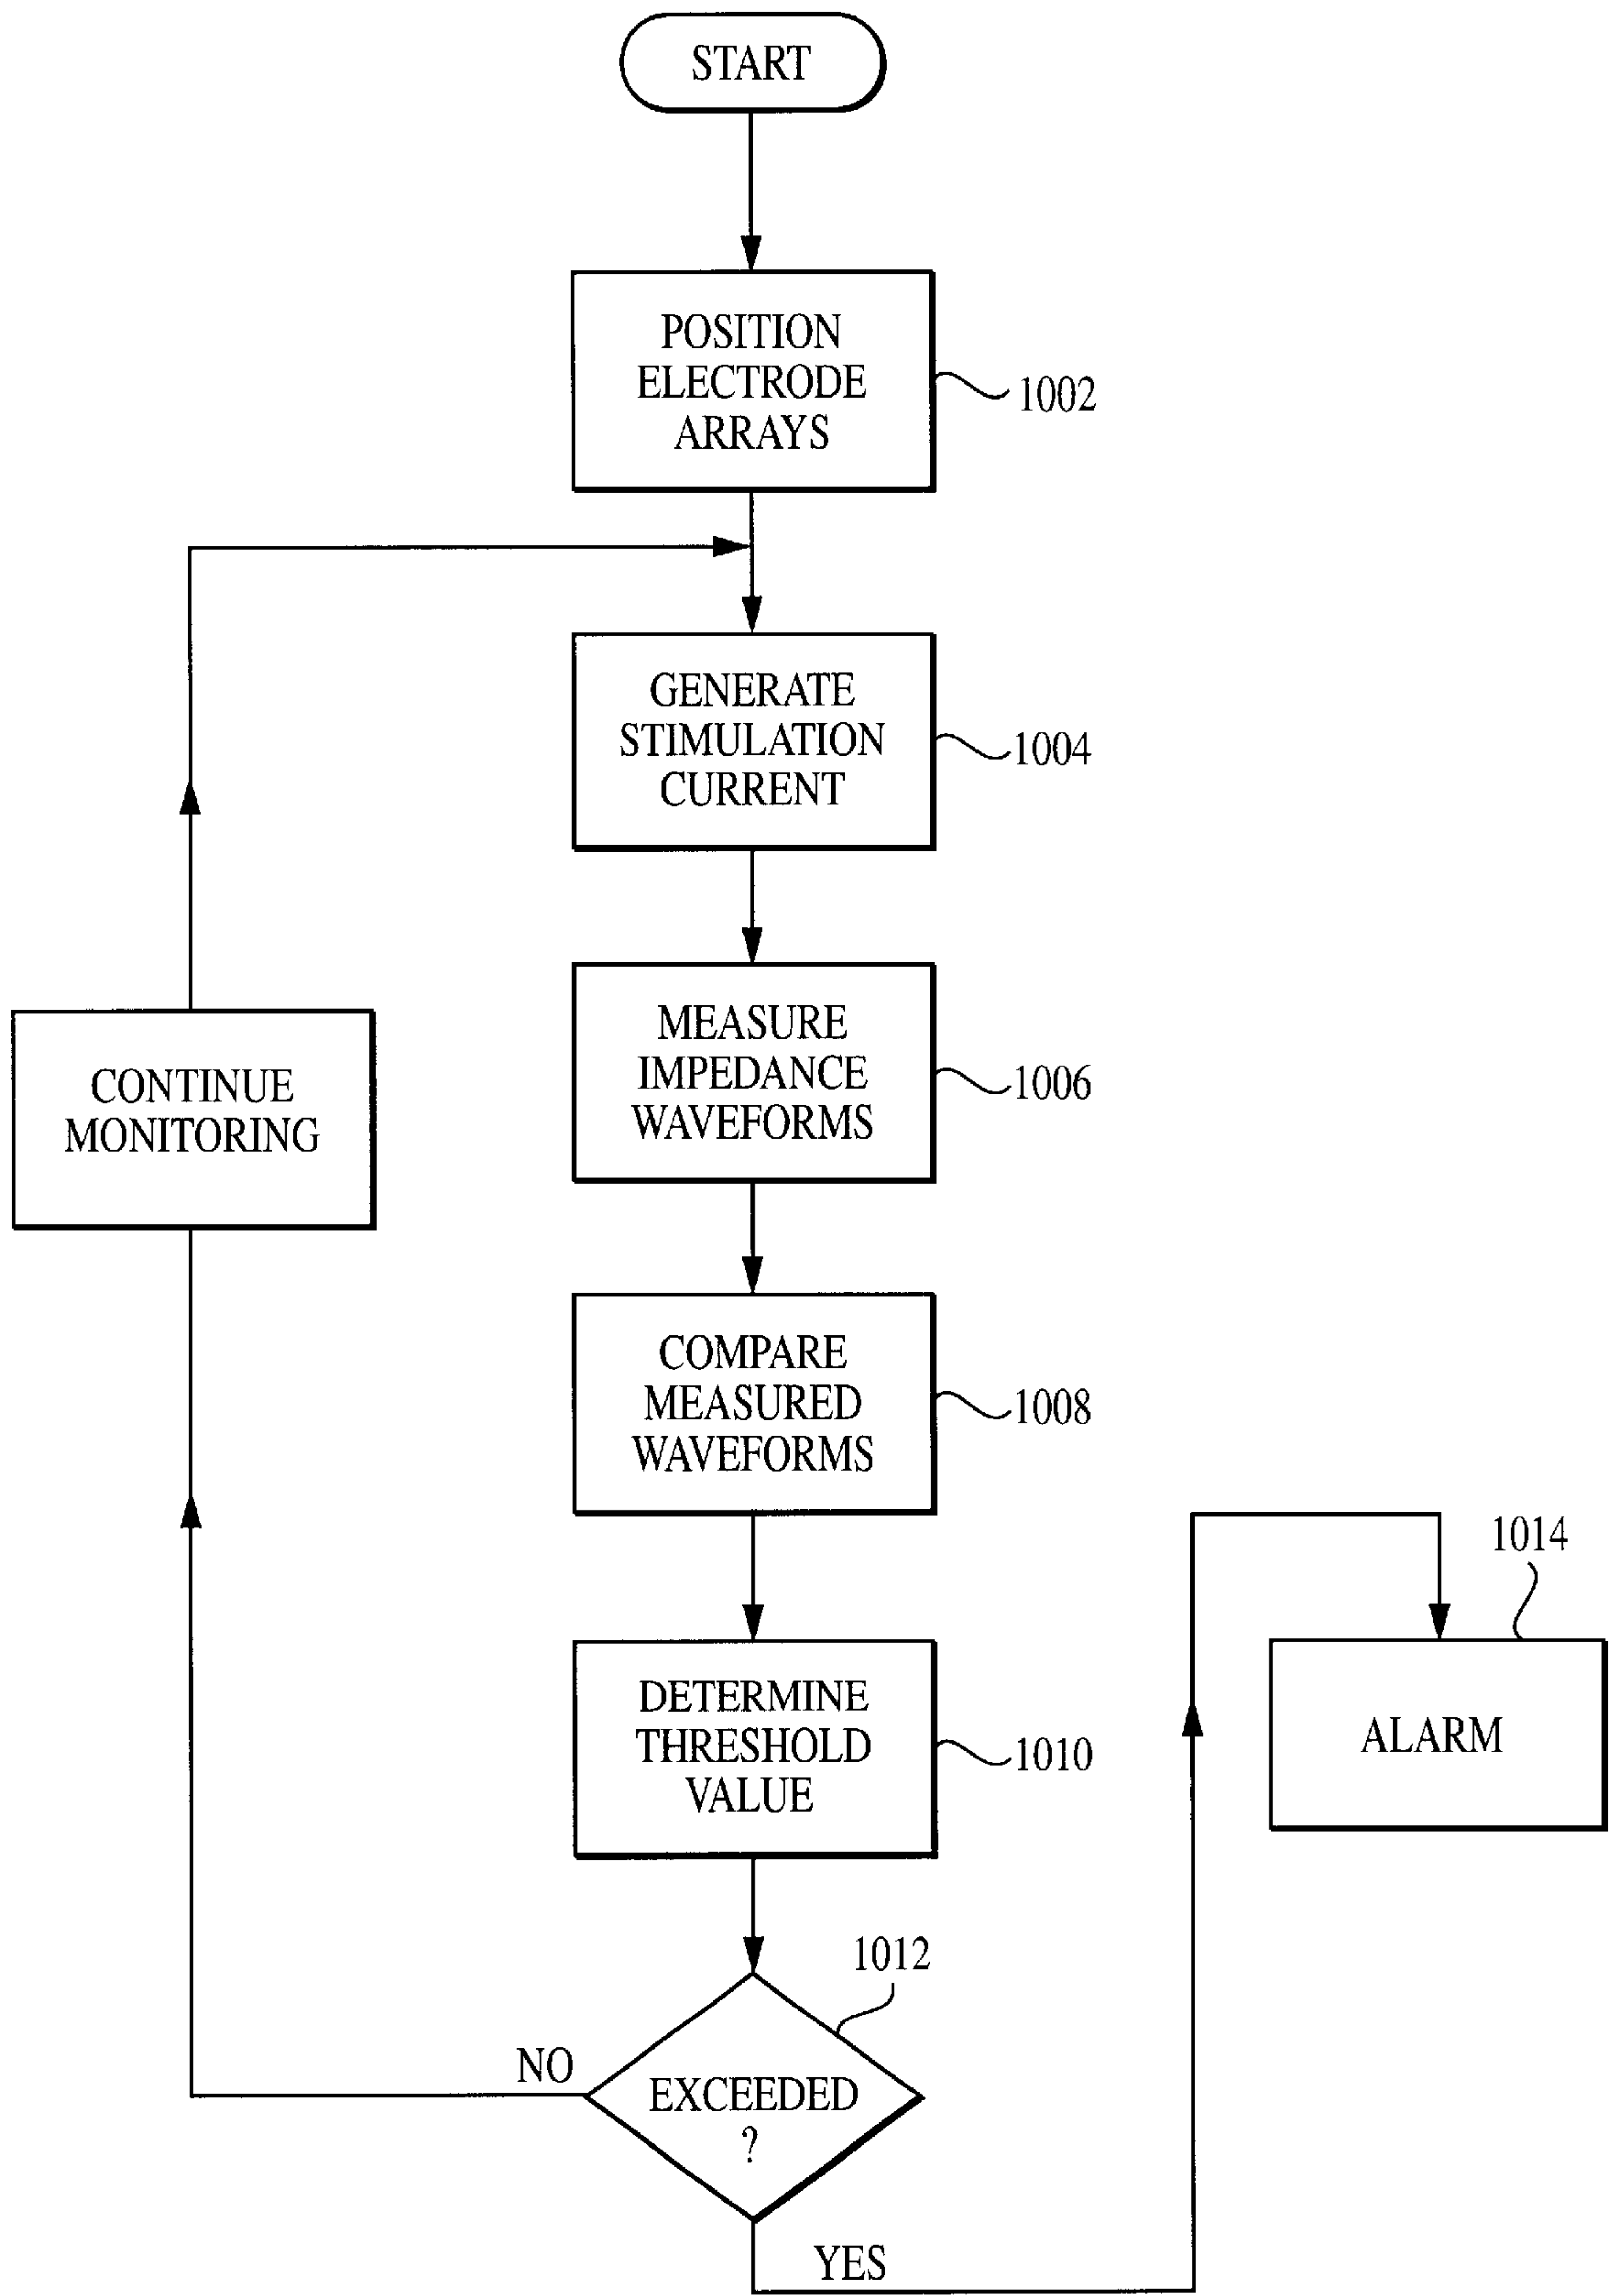 START
POSITION
ELECTRODE
ARRAYS
1002
GENERATE
STIMULATION
CURRENT
1004
MEASURE
IMPEDANCE
WAVEFORMS
1006
CONTINUE
MONITORING
COMPARE
MEASURED
WAVEFORMS
1008
1014
DETERMINE
THRESHOLD
VALUE
1010
ALARM
1012
NO
EXCEEDED
?
YES